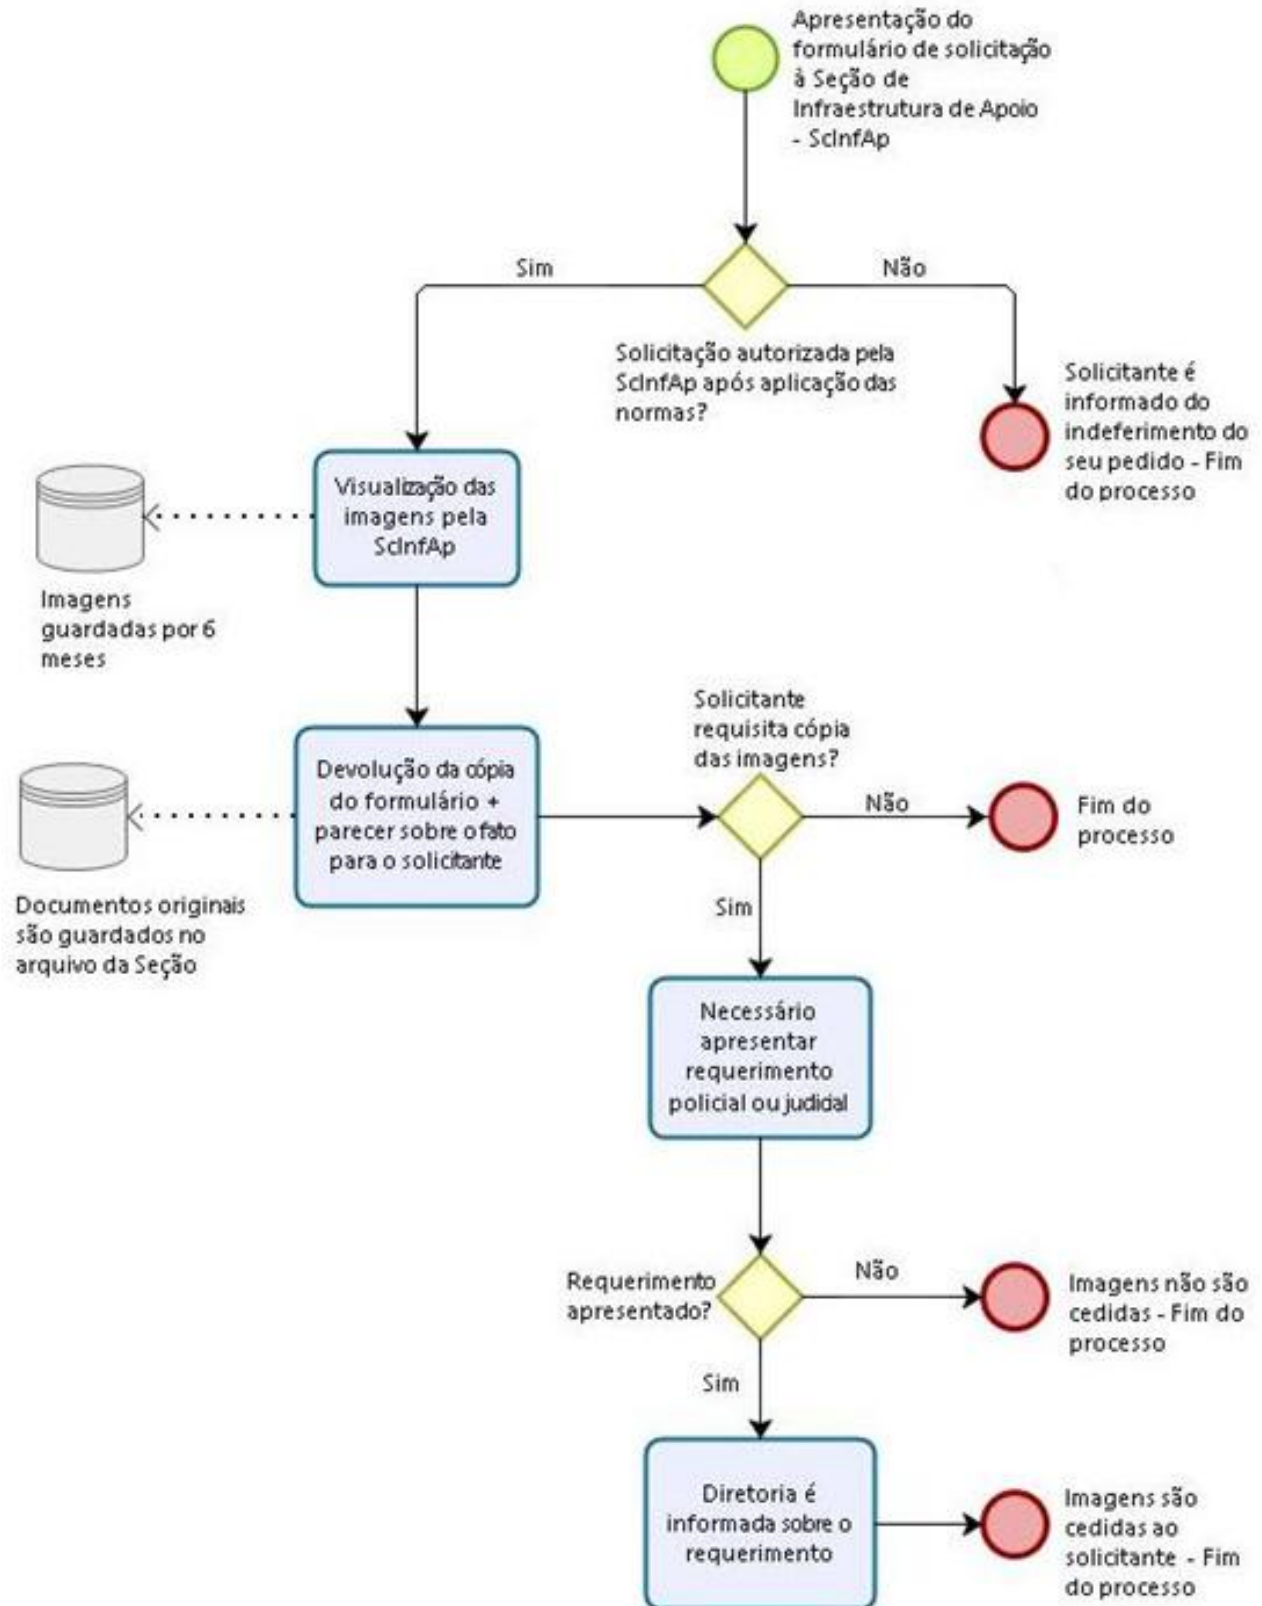 Apresentação do
formulário de solicitação
à Seção de
Infraestrutura de Apoio
- ScInfAp
Sim
Não
Solicitação autorizada pela
ScInfAp após aplicação das
normas?
Solicitante é
informado do
indeferimento do
seu pedido - Fim
do processo
Visualização das
imagens pela
ScInfAp
Imagens
guardadas por 6
meses
Devolução da cópia
do formulário +
parecer sobre o fato
para o solicitante
Documentos originais
são guardados no
arquivo da Seção
Solicitante
requisita cópia
das imagens?
Não
Fim do
processo
Sim
Necessário
apresentar
requerimento
policial ou judicial
Requerimento
apresentado?
Não
Imagens não são
cedidas - Fim do
processo
Sim
Diretoria é
informada sobre o
requerimento
Imagens são
cedidas ao
solicitante - Fim
do processo